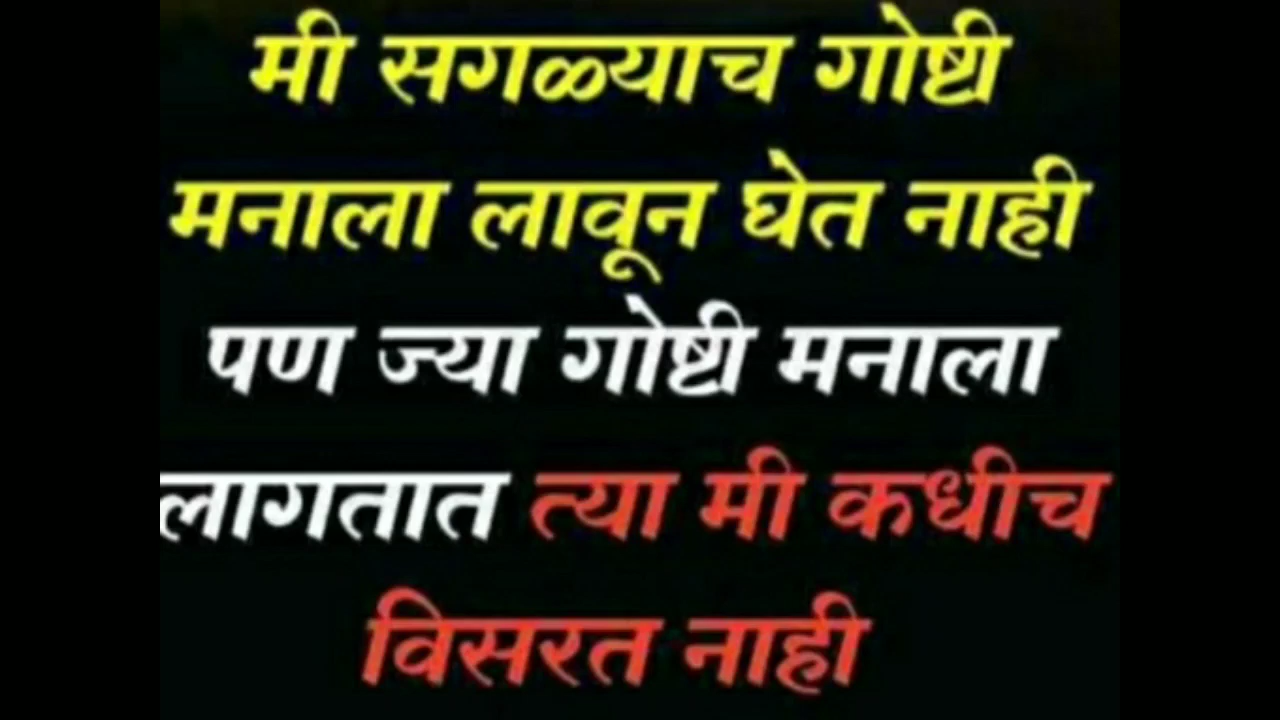 मी सगळ्याच गोष्टी
मनाला लावून घेत नाही
पण ज्या गोष्टी मनाला
लागतात त्या मी कधीच
विसरत नाही